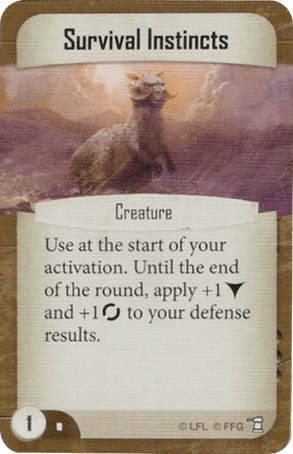 Survival Instincts
Creature
Use at the start of your
activation. Until the end
of the round, apply +1
and +1 to your defense
results.
1
© LFL © FFG